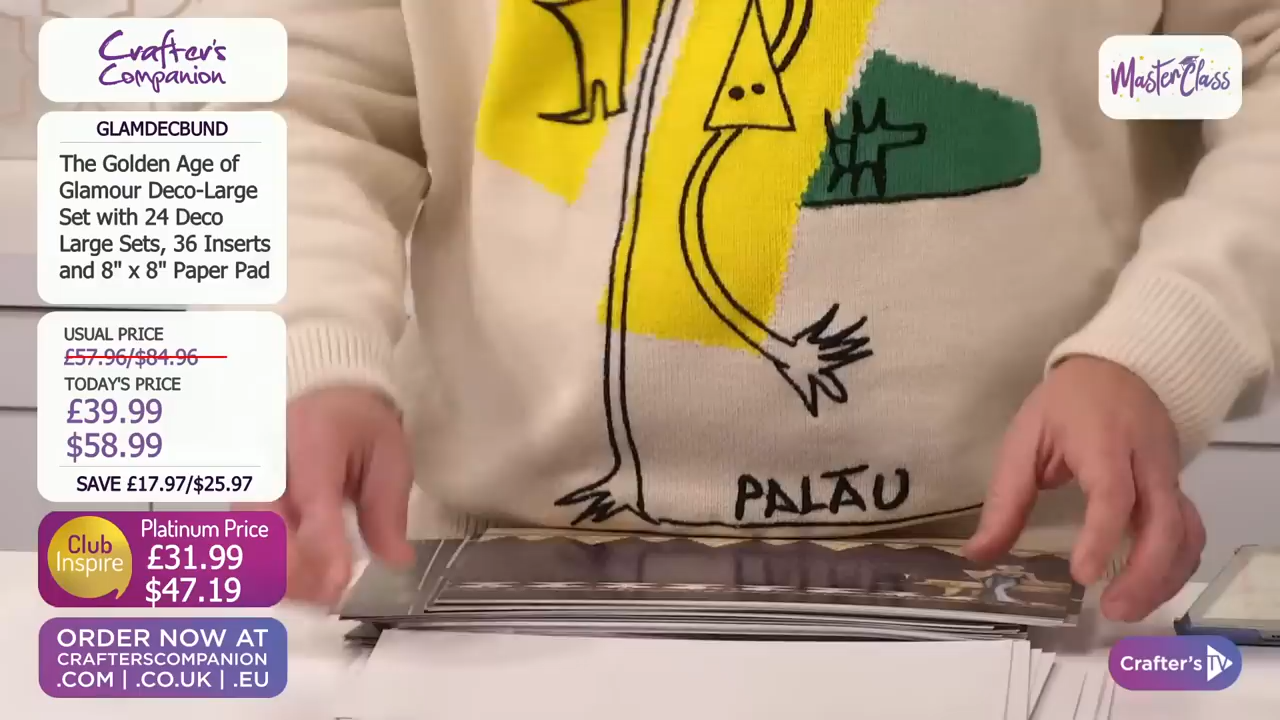 Crafter's
Companion
GLAMDECBUND
The Golden Age of
Glamour Deco-Large
Set with 24 Deco
Large Sets, 36 Inserts
and 8" x 8" Paper Pad
USUAL PRICE
£57.96/$84.96
TODAY'S PRICE
£39.99
$58.99
SAVE £17.97/$25.97
Club
Inspire
Platinum Price
£31.99
$47.19
ORDER NOW AT
CRAFTERSCOMPANION
.COM | .CO.UK | .EU
MasterClass
PALĀU
Crafter's TV